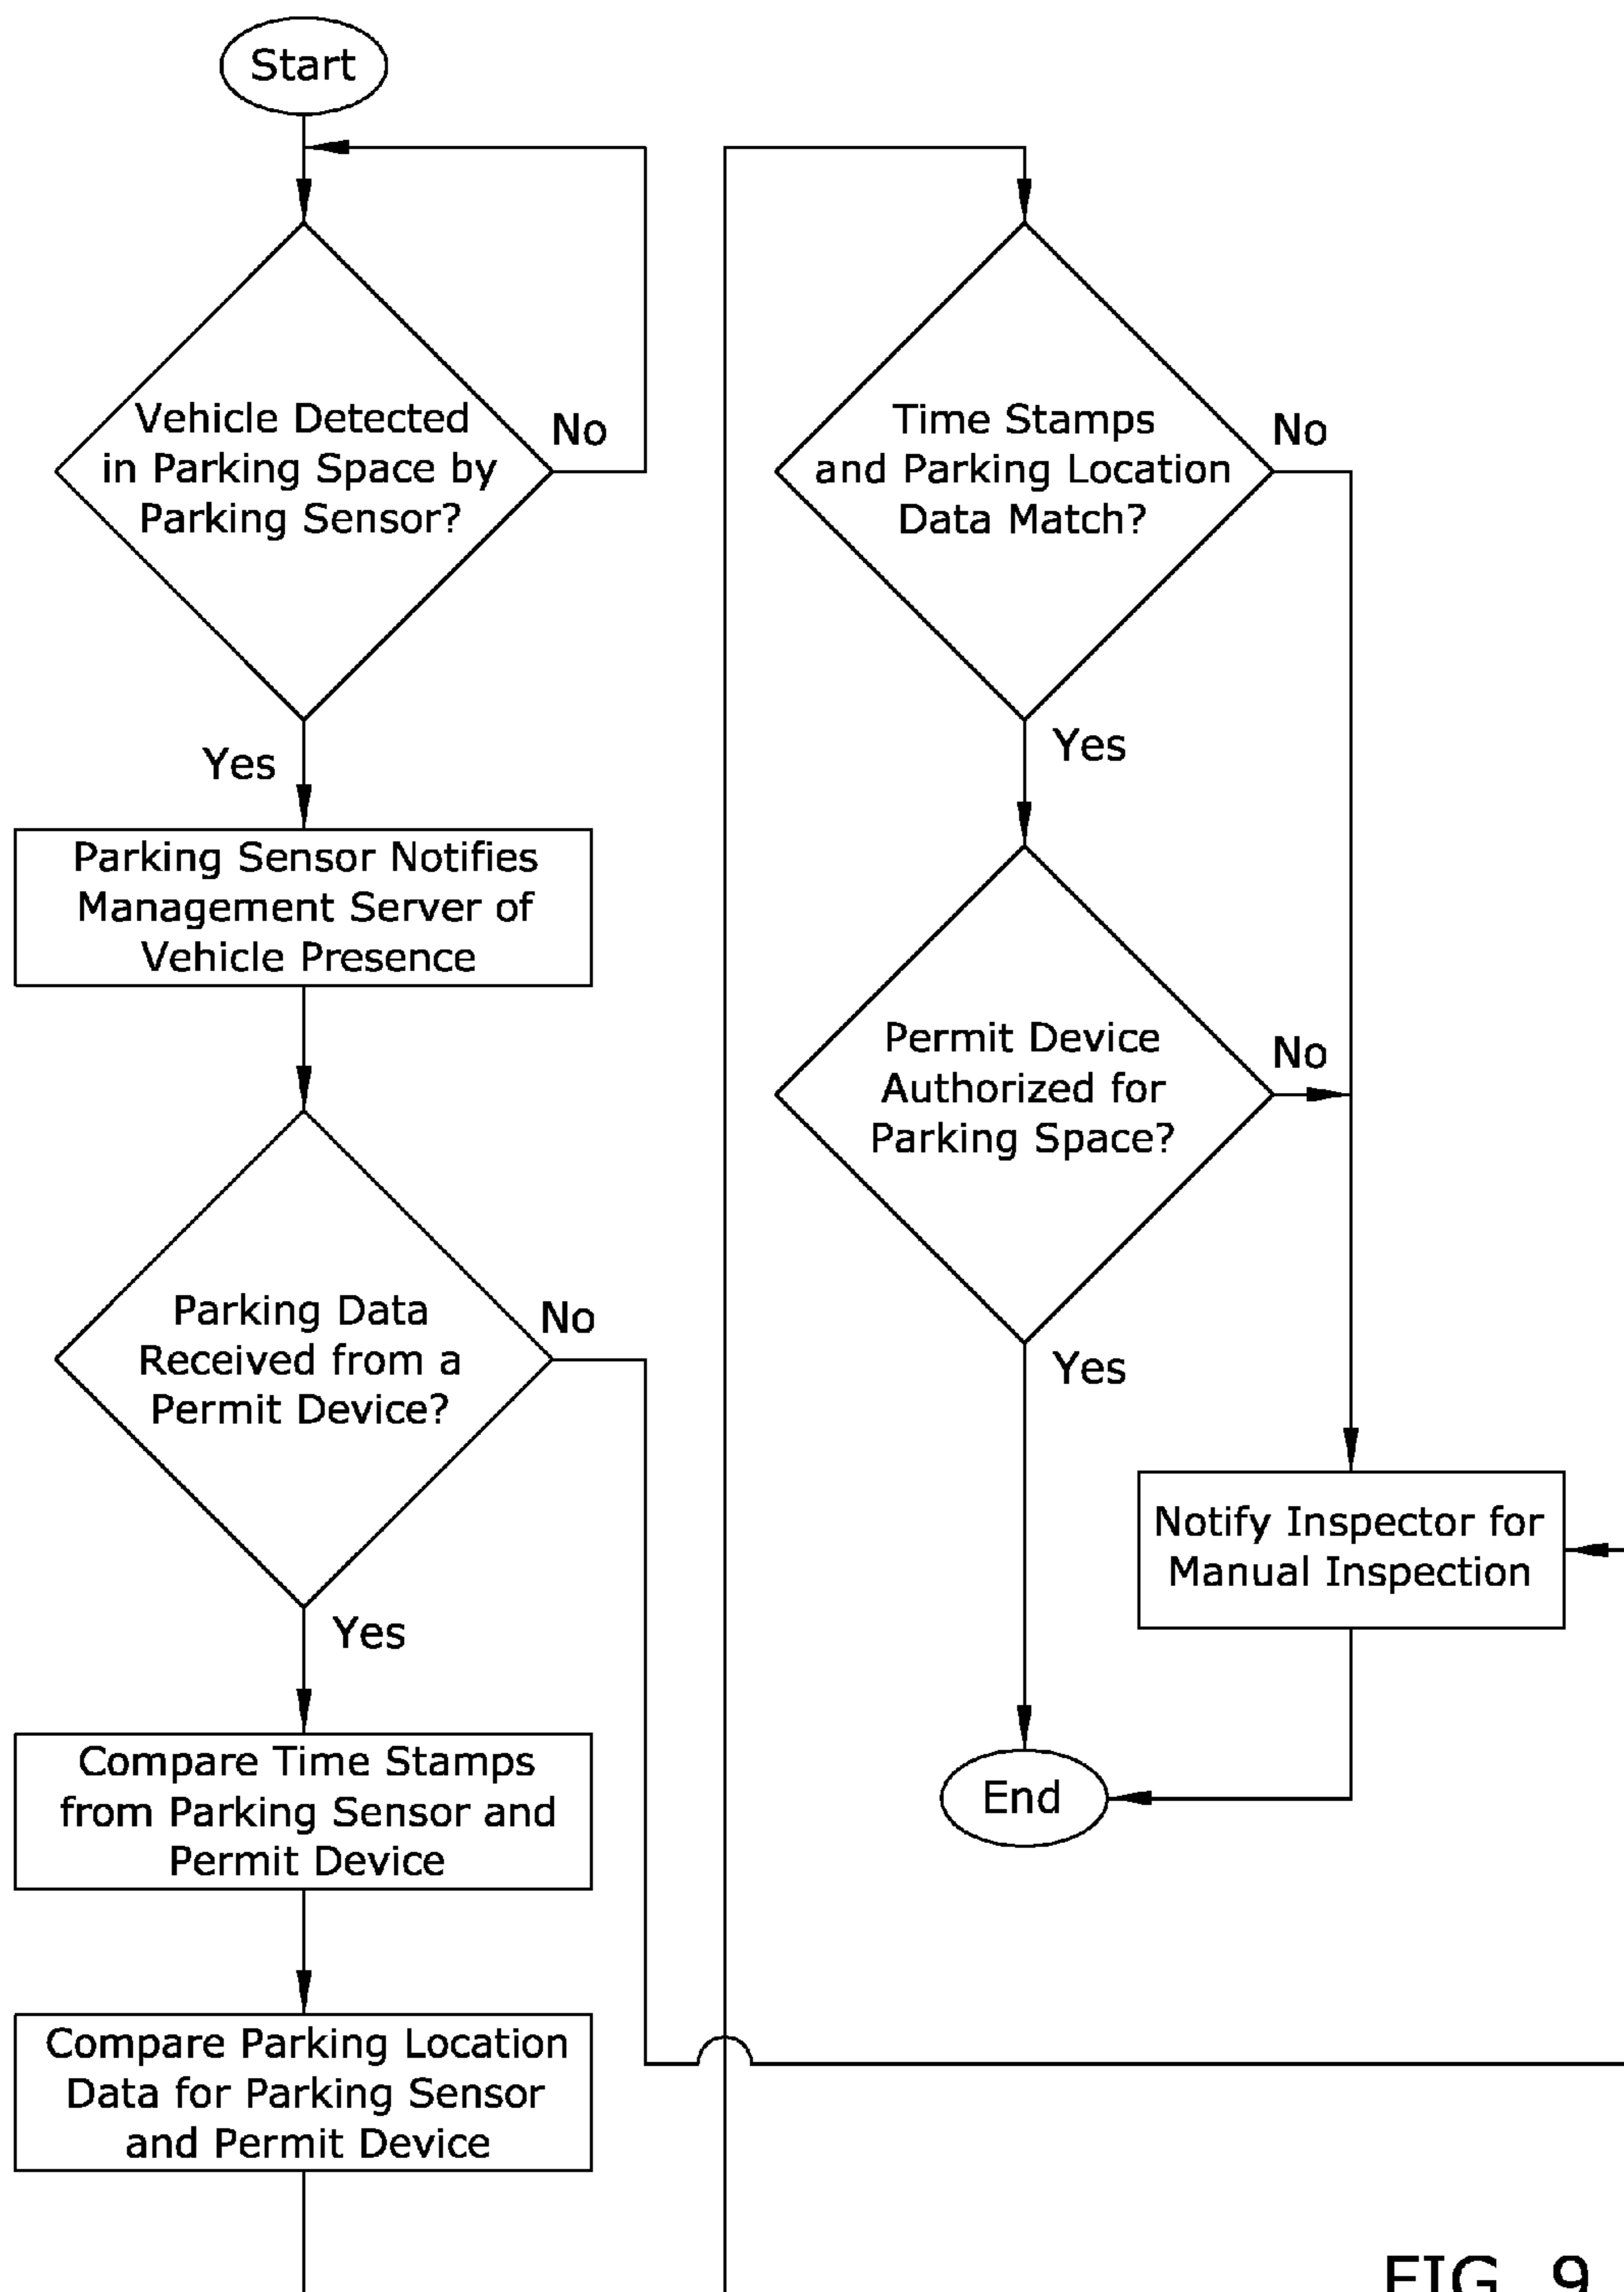 Start
Vehicle Detected
in Parking Space by
Parking Sensor?
No
Yes
Parking Sensor Notifies
Management Server of
Vehicle Presence
Parking Data
Received from a
Permit Device?
No
Yes
Compare Time Stamps
from Parking Sensor and
Permit Device
Compare Parking Location
Data for Parking Sensor
and Permit Device
Time Stamps
and Parking Location
Data Match?
No
Yes
Permit Device
Authorized for
Parking Space?
No
Yes
Notify Inspector for
Manual Inspection
End
FIG. 9